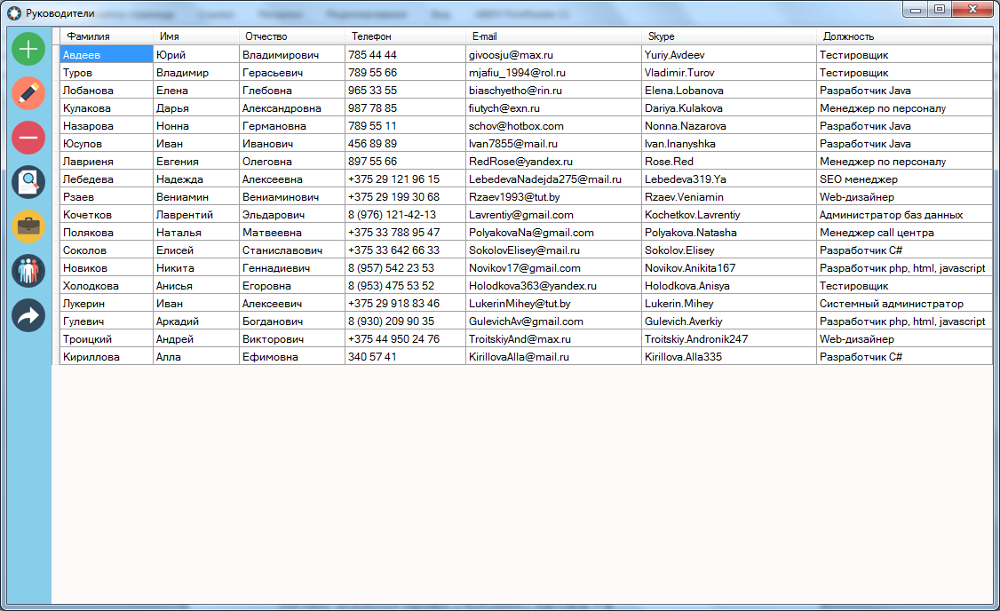 Руководители
Фамилия Имя Отчество Телефон E-mail Skype Должность
Авдеев Юрий Владимирович 785 44 44 givoosju@max.ru Yuriy.Avdeev Тестировщик
Туров Владимир Герасьевич 789 55 66 mjafiu_1994@rol.ru Vladimir.Turov Тестировщик
Лобанова Елена Глебовна 965 33 55 biaschyetho@rin.ru Elena.Lobanova Разработчик Java
Кулакова Дарья Александровна 987 78 85 fiutych@exn.ru Dariya.Kulakova Менеджер по персоналу
Назарова Нонна Германовна 789 55 11 schov@hotbox.com Nonna.Nazarova Разработчик Java
Юсупов Иван Иванович 456 89 89 Ivan7855@mail.ru Ivan.Inanyshka Разработчик Java
Лавриеня Евгения Олеговна 897 55 66 RedRose@yandex.ru Rose.Red Менеджер по персоналу
Лебедева Надежда Алексеевна +375 29 121 96 15 LebedevaNadejda275@mail.ru Lebedeva319.Ya SEO менеджер
Рзаев Вениамин Вениаминович +375 29 199 30 68 Rzaev1993@tut.by Rzaev.Veniamin Web-дизайнер
Кочетков Лаврентий Эльдарович 8 (976) 121-42-13 Lavrentiy@gmail.com Kochetkov.Lavrentiy Администратор баз данных
Полякова Наталья Матвеевна +375 33 788 95 47 PolyakovaNa@gmail.com Polyakova.Natasha Менеджер call центра
Соколов Елисей Станиславович +375 33 642 66 33 SokolovElisey@mail.ru Sokolov.Elisey Разработчик C#
Новиков Никита Геннадиевич 8 (957) 542 23 53 Novikov17@gmail.com Novikov.Anikita167 Разработчик php, html, javascript
Холодкова Анисья Егоровна 8 (953) 475 53 52 Holodkova363@yandex.ru Holodkova.Anisya Тестировщик
Лукерин Иван Алексеевич +375 29 918 83 46 LukerinMihey@tut.by Lukerin.Mihey Системный администратор
Гулевич Аркадий Богданович 8 (930) 209 90 35 GulevichAv@gmail.com Gulevich.Averkiy Разработчик php, html, javascript
Троицкий Андрей Викторович +375 44 950 24 76 TroitskiyAnd@max.ru Troitskiy.Andronik247 Web-дизайнер
Кириллова Алла Ефимовна 340 57 41 KirillovaAlla@mail.ru Kirillova.Alla335 Разработчик C#